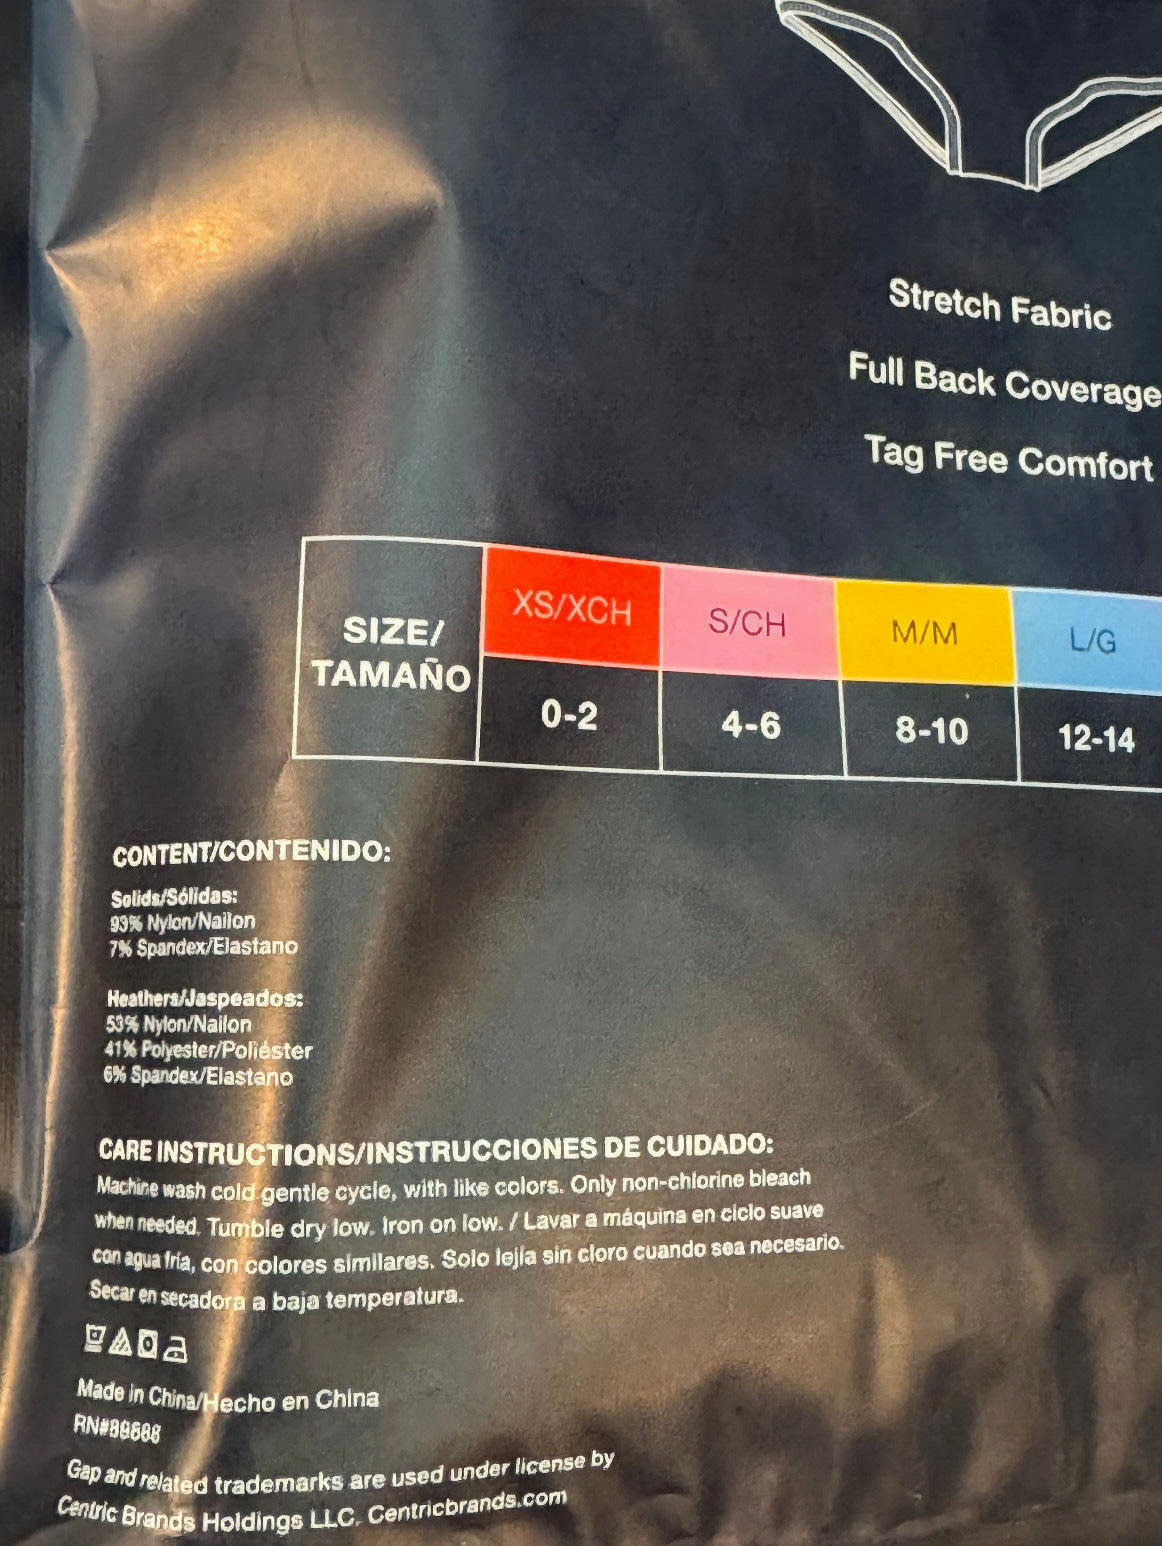 Stretch Fabric
Full Back Coverage
Tag Free Comfort
SIZE/
TAMAÑO
XS/XCH S/CH M/M L/G
0-2 4-6 8-10 12-14
CONTENT/CONTENIDO:
Solids/Sólidas:
93% Nylon/Nailon
7% Spandex/Elastano
Heathers/Jaspeados:
53% Nylon/Nailon
41% Polyester/Poliéster
6% Spandex/Elastano
CARE INSTRUCTIONS/INSTRUCCIONES DE CUIDADO:
Machine wash cold gentle cycle, with like colors. Only non-chlorine bleach
when needed. Tumble dry low. Iron on low. / Lavar a máquina en ciclo suave
con agua fría, con colores similares. Solo lejía sin cloro cuando sea necesario.
Secar en secadora a baja temperatura.
Made in China/Hecho en China
Gap and related trademarks are used under license by
Centric Brands Holdings LLC. Centricbrands.com